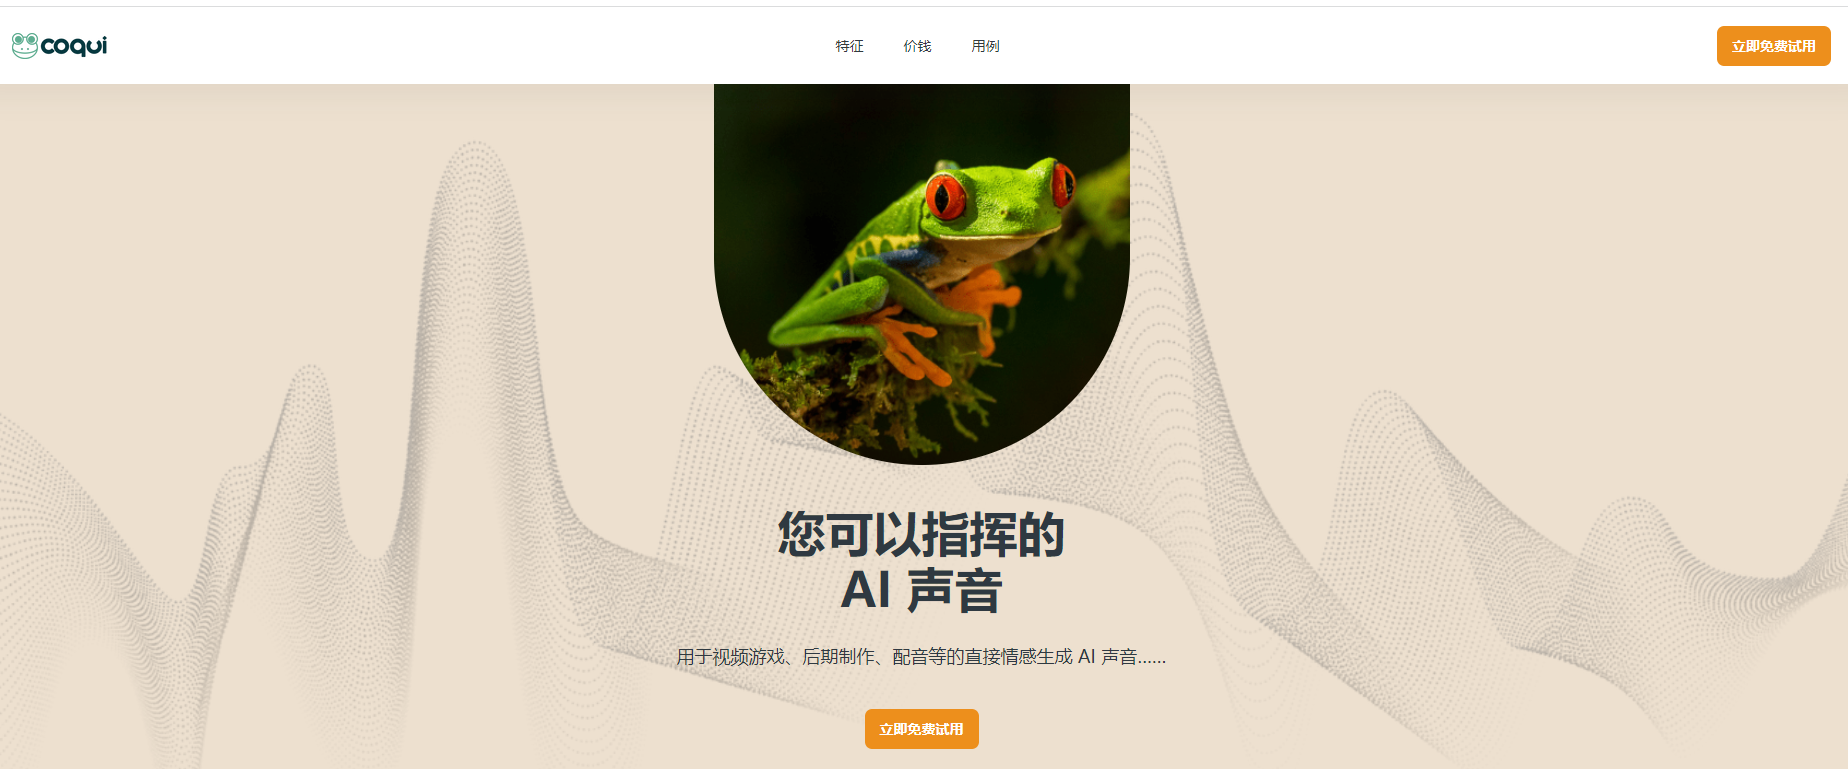 coqui
特征
价钱
用例
立即免费试用
您可以指挥的
AI 声音
用于视频游戏、后期制作、配音等的直接情感生成 AI 声音……
立即免费试用